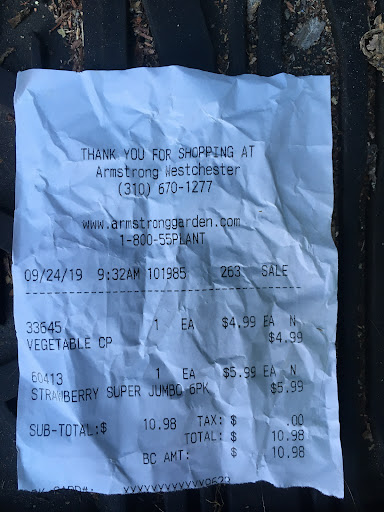 THANK YOU FOR SHOPPING AT
Armstrong Westchester
(310) 670-1277
www.armstronggarden.com
1-800-55PLANT
09/24/19 9:32AM 101985 263 SALE
33645 1 EA $4.99 EA N
VEGETABLE CP $4.99
60413 1 EA $5.99 EA N
STRAWBERRY SUPER JUMBO 6PK $5.99
SUB-TOTAL:$ 10.98 TAX: $ .00
TOTAL: $ 10.98
BC AMT: $ 10.98